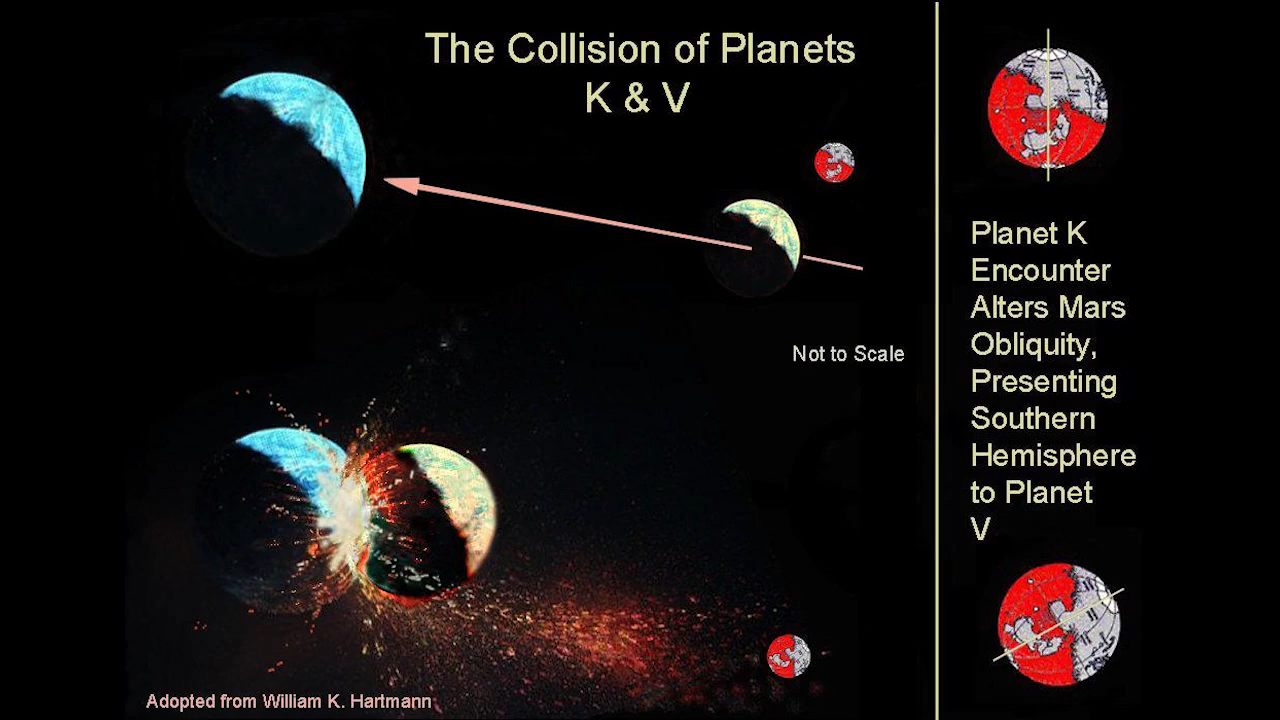 The Collision of Planets
K & V
Not to Scale
Adopted from William K. Hartmann
Planet K
Encounter
Alters Mars
Obliquity,
Presenting
Southern
Hemisphere
to Planet
V